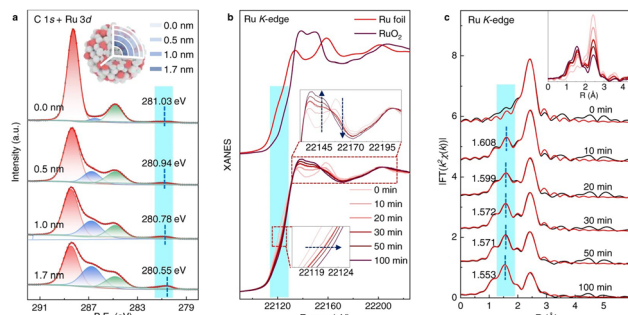 a
C 1s + Ru 3d
0.0 nm
0.5 nm
1.0 nm
1.7 nm
0.0 nm
281.03 eV
0.5 nm
280.94 eV
1.0 nm
280.78 eV
1.7 nm
280.55 eV
Intensity (a.u.)
291
287
283
279
b
Ru K-edge
Ru foil
RuO2
XANES
22145
22170
22195
0 min
10 min
20 min
30 min
50 min
100 min
22119
22124
22120
22160
22200
c
Ru K-edge
|FT(k²χ(k))|
8
6
4
2
0
0
2
4
R (Å)
0 min
1.608
10 min
1.599
20 min
1.572
30 min
1.571
50 min
1.553
100 min
0
1
2
3
4
5